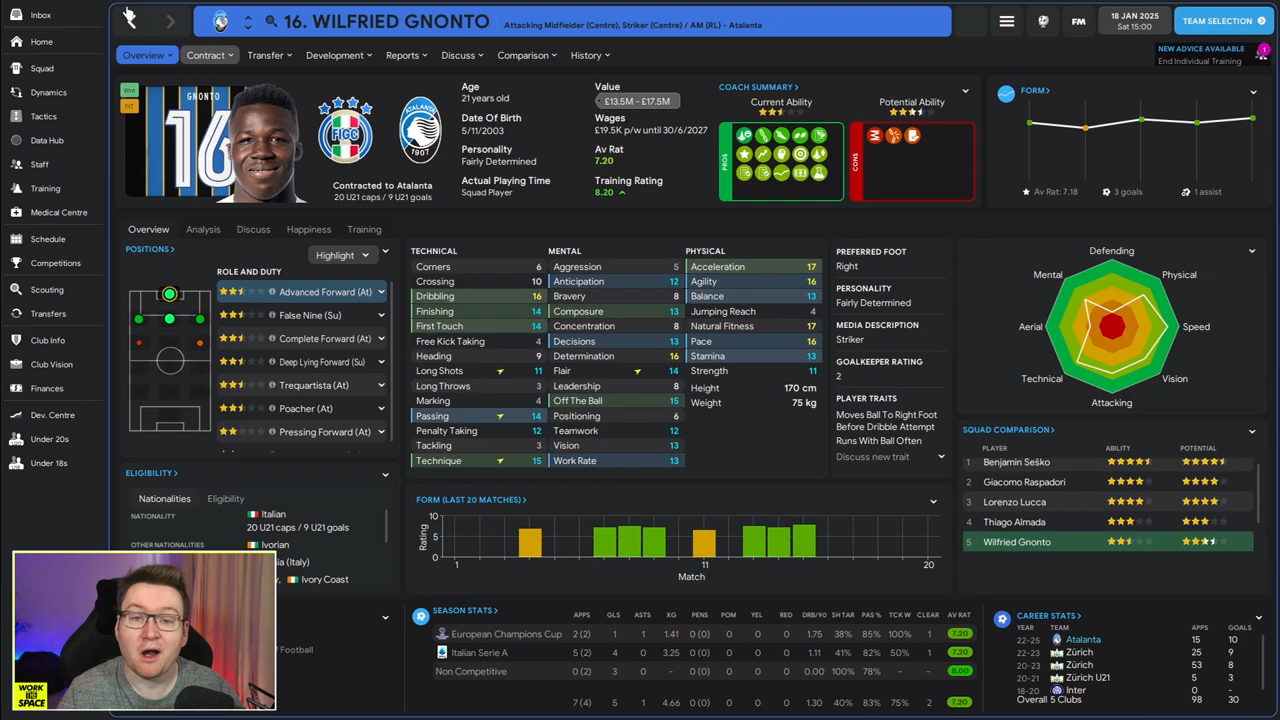 Inbox
Home
Squad
Dynamics
Tactics
Data Hub
Staff
Training
Medical Centre
Schedule
Competitions
Scouting
Transfers
Club Info
Club Vision
Finances
Dev. Centre
Under 20s
Under 18s
16. WILFRIED GNONTO
Attacking Midfielder (Centre), Striker (Centre) / AM (RL) - Atalanta
FM
18 JAN 2025
Sat 15:00
TEAM SELECTION
Overview
Contract
Transfer
Development
Reports
Discuss
Comparison
History
NEW ADVICE AVAILABLE
End Individual Training
1
Wnt
FIT
GNONTO
16
FIGC
ATALANTA
1907
Contracted to Atalanta
20 U21 caps / 9 U21 goals
Age
21 years old
Date Of Birth
5/11/2003
Personality
Fairly Determined
Actual Playing Time
Squad Player
Value
£13.5M - £17.5M
Wages
£19.5K p/w until 30/6/2027
Av Rat
7.20
Training Rating
8.20
COACH SUMMARY
Current Ability
Potential Ability
PROS
CONS
FORM
Av Rat: 7.18
3 goals
1 assist
Overview
Analysis
Discuss
Happiness
Training
POSITIONS
Highlight
ROLE AND DUTY
Advanced Forward (At)
False Nine (Su)
Complete Forward (At)
Deep Lying Forward (Su)
Trequartista (At)
Poacher (At)
Pressing Forward (At)
TECHNICAL
Corners 6
Crossing 10
Dribbling 16
Finishing 14
First Touch 14
Free Kick Taking 4
Heading 9
Long Shots 11
Long Throws 3
Marking 4
Passing 14
Penalty Taking 12
Tackling 3
Technique 15
MENTAL
Aggression 5
Anticipation 12
Bravery 8
Composure 13
Concentration 8
Decisions 13
Determination 16
Flair 14
Leadership 8
Off The Ball 15
Positioning 6
Teamwork 12
Vision 13
Work Rate 13
PHYSICAL
Acceleration 17
Agility 16
Balance 13
Jumping Reach 4
Natural Fitness 17
Pace 16
Stamina 13
Strength 11
Height 170 cm
Weight 75 kg
PREFERRED FOOT
Right
PERSONALITY
Fairly Determined
MEDIA DESCRIPTION
Striker
GOALKEEPER RATING
2
PLAYER TRAITS
Moves Ball To Right Foot
Before Dribble Attempt
Runs With Ball Often
Discuss new trait
Defending
Physical
Speed
Vision
Attacking
Technical
Aerial
Mental
SQUAD COMPARISON
PLAYER ABILITY POTENTIAL
1 Benjamin Seško
2 Giacomo Raspadori
3 Lorenzo Lucca
4 Thiago Almada
5 Wilfried Gnonto
ELIGIBILITY
Nationalities
Eligibility
NATIONALITY
Italian
20 U21 caps / 9 U21 goals
OTHER NATIONALITIES
Ivorian
(Italy)
Ivory Coast
of Football
FORM (LAST 20 MATCHES)
Rating
10
5
0
1 11 20
Match
SEASON STATS
APPS GLS ASTS XG PENS POM YEL RED DRB/90 SH TAR PAS % TCK W CLEAR AV RAT
European Champions Cup 2 (2) 1 1 1.41 0 (0) 0 0 0 1.75 38% 85% 100% 1 7.20
Italian Serie A 5 (2) 4 0 3.25 0 (0) 0 0 0 1.11 41% 82% 50% 1 7.20
Non Competitive 0 (2) 3 0 - 0 (0) 0 0 0 0.00 100% 78% - - 8.00
7 (4) 5 1 4.66 0 (0) 0 0 0 1.30 40% 83% 75% 1 7.20
CAREER STATS
YEAR TEAM APPS GOALS
22-25 Atalanta 15 10
22-23 Zürich 25 9
20-22 Zürich 53 8
20-21 Zürich U21 5 3
18-20 Inter 0 -
Overall 5 Clubs 98 30
WORK
THE
SPACE